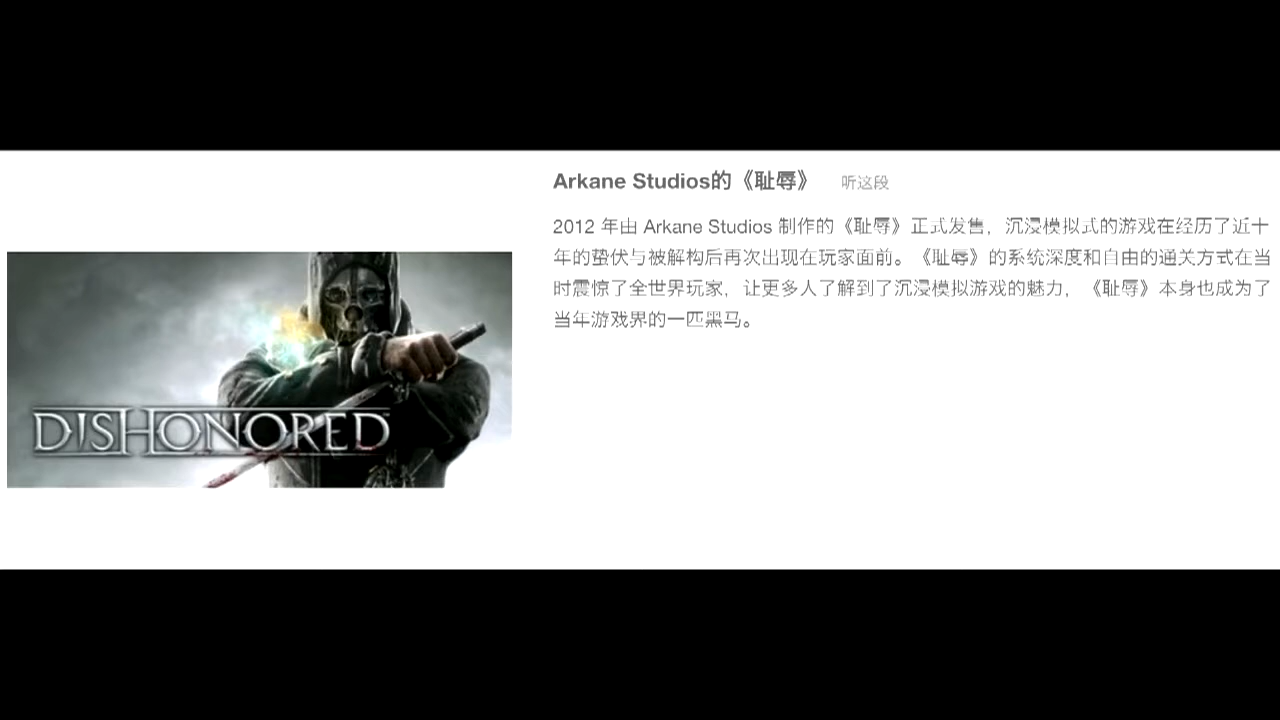 Arkane Studios的《耻辱》 听这段
2012 年由 Arkane Studios 制作的《耻辱》正式发售，沉浸模拟式的游戏在经历了近十
年的蛰伏与被解构后再次出现在玩家面前。《耻辱》的系统深度和自由的通关方式在当
时震惊了全世界玩家，让更多人了解到了沉浸模拟游戏的魅力，《耻辱》本身也成为了
当年游戏界的一匹黑马。
DISHONORED